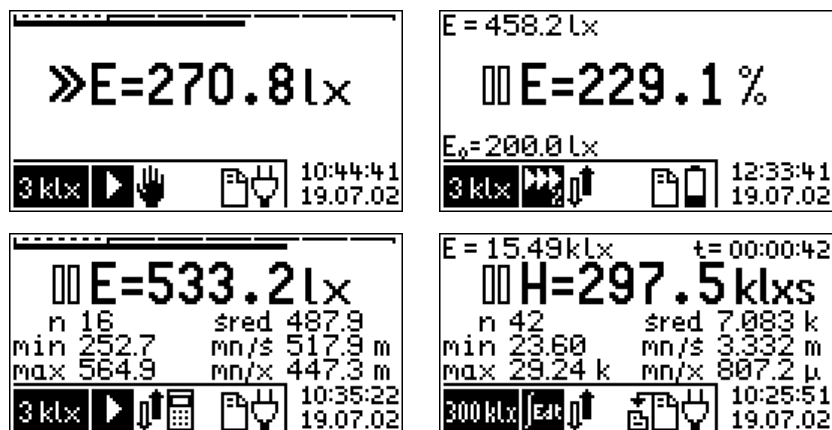 E=270.8lx
3 klx
10:44:41
19.07.02
E = 458.2 lx
E=229.1 %
E₀=200.0 lx
3 klx
%
12:33:41
19.07.02
E=533.2lx
n 16 śred 487.9
min 252.7 mn/ś 517.9 m
max 564.9 mn/x 447.3 m
3 klx
10:35:22
19.07.02
E = 15.49klx t= 00:00:42
H=297.5klxs
n 42 śred 7.083 k
min 23.60 mn/ś 3.332 m
max 29.24 k mn/x 807.2 µ
300 klx ∫Edt
10:25:51
19.07.02